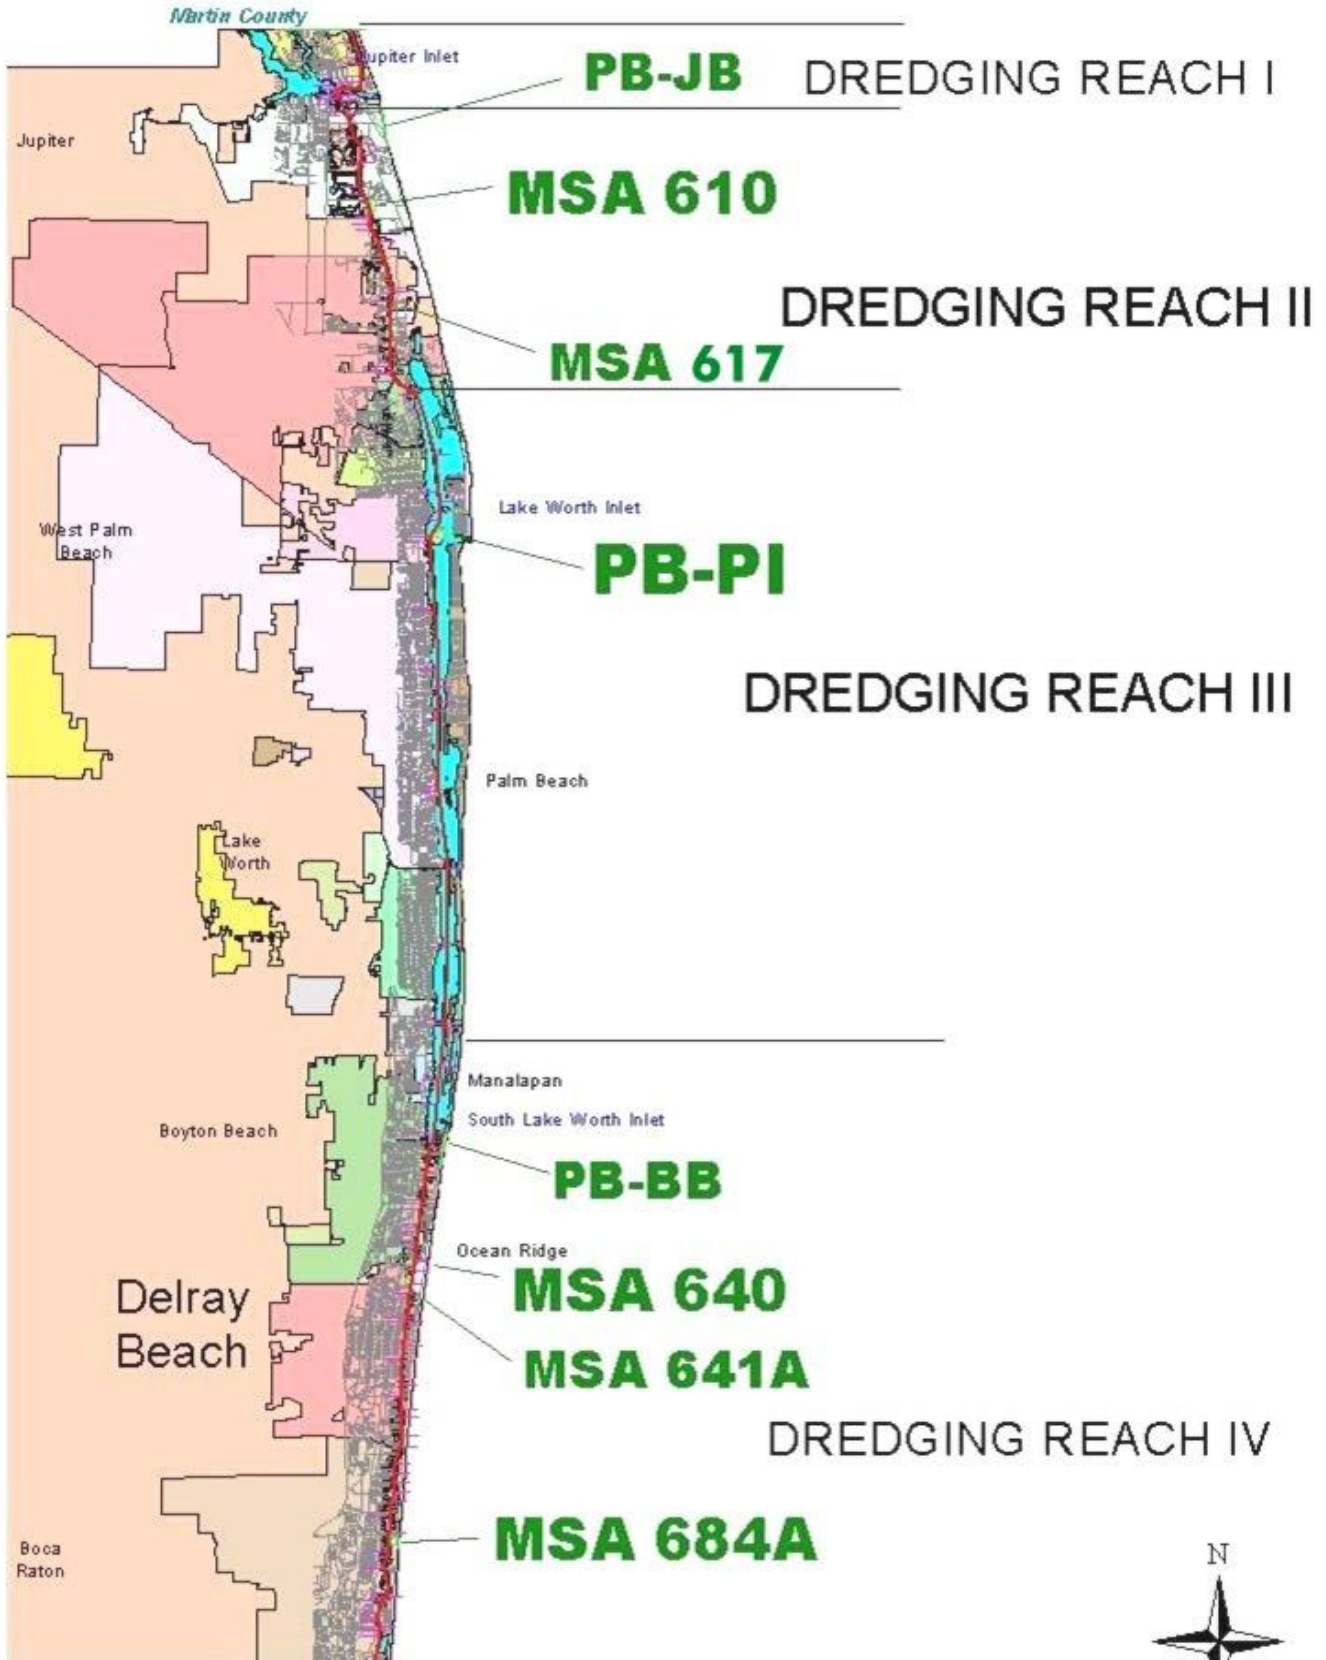 Martin County
Jupiter Inlet
PB-JB
DREDGING REACH I
Jupiter
MSA 610
DREDGING REACH II
MSA 617
Lake Worth Inlet
West Palm
Beach
PB-PI
DREDGING REACH III
Palm Beach
Lake
Worth
Manalapan
South Lake Worth Inlet
Boyton Beach
PB-BB
Ocean Ridge
MSA 640
Delray
Beach
MSA 641A
DREDGING REACH IV
MSA 684A
Boca
Raton
N